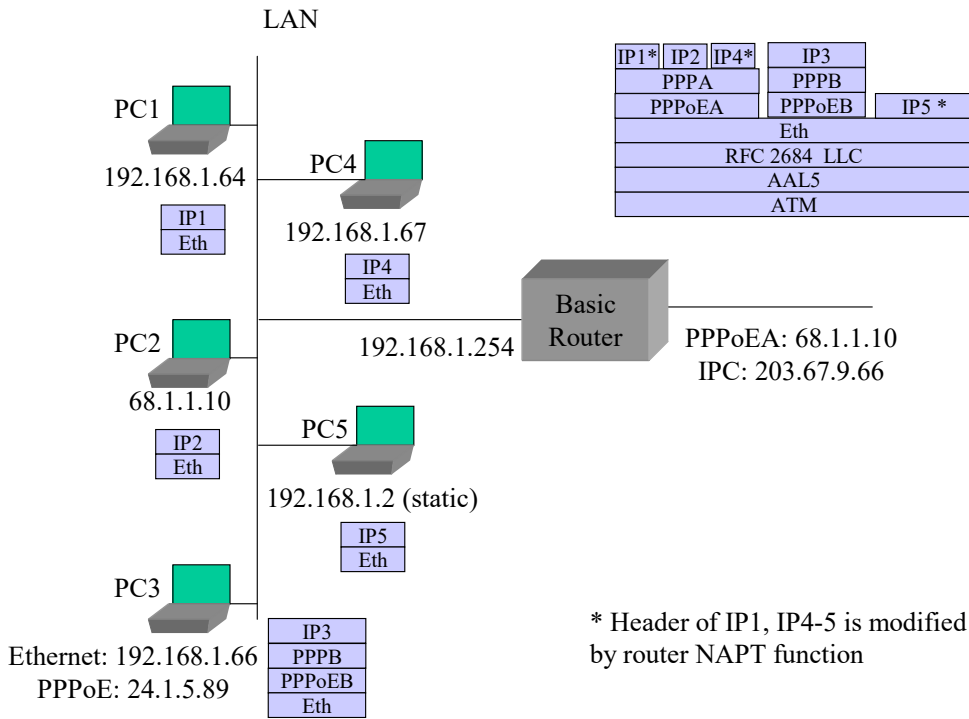 LAN
IP1* IP2 IP4* IP3
PPPA PPPB
PPPoEA PPPoEB IP5 *
Eth
RFC 2684 LLC
AAL5
ATM
PC1
192.168.1.64
IP1
Eth
PC4
192.168.1.67
IP4
Eth
Basic
Router
192.168.1.254
PPPoEA: 68.1.1.10
IPC: 203.67.9.66
PC2
68.1.1.10
IP2
Eth
PC5
192.168.1.2 (static)
IP5
Eth
PC3
Ethernet: 192.168.1.66
PPPoE: 24.1.5.89
IP3
PPPB
PPPoEB
Eth
* Header of IP1, IP4-5 is modified
by router NAPT function